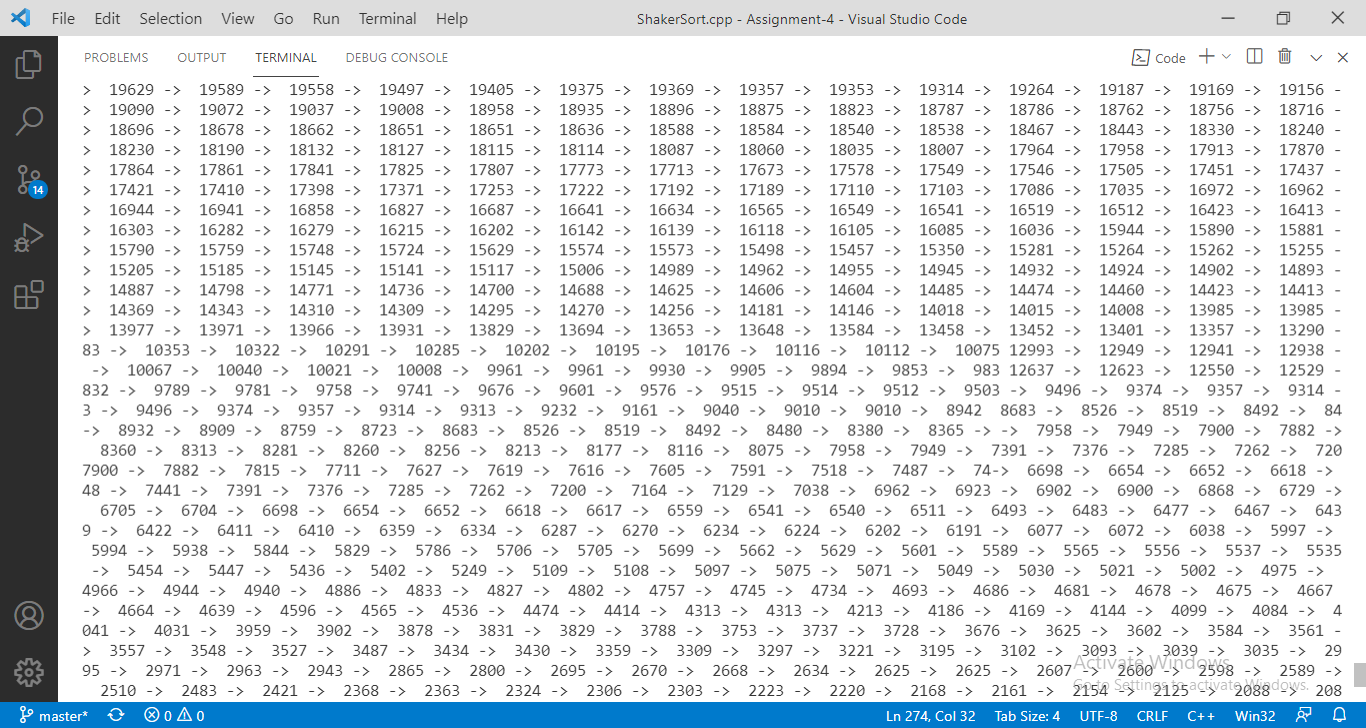 File Edit Selection View Go Run Terminal Help
ShakerSort.cpp - Assignment-4 - Visual Studio Code
PROBLEMS OUTPUT TERMINAL DEBUG CONSOLE
Code
> 19629 -> 19589 -> 19558 -> 19497 -> 19405 -> 19375 -> 19369 -> 19357 -> 19353 -> 19314 -> 19264 -> 19187 -> 19169 -> 19156 -
> 19090 -> 19072 -> 19037 -> 19008 -> 18958 -> 18935 -> 18896 -> 18875 -> 18823 -> 18787 -> 18786 -> 18762 -> 18756 -> 18716 -
> 18696 -> 18678 -> 18662 -> 18651 -> 18651 -> 18636 -> 18588 -> 18584 -> 18540 -> 18538 -> 18467 -> 18443 -> 18330 -> 18240 -
> 18230 -> 18190 -> 18132 -> 18127 -> 18115 -> 18114 -> 18087 -> 18060 -> 18035 -> 18007 -> 17964 -> 17958 -> 17913 -> 17870 -
> 17864 -> 17861 -> 17841 -> 17825 -> 17807 -> 17773 -> 17713 -> 17673 -> 17578 -> 17549 -> 17546 -> 17505 -> 17451 -> 17437 -
> 17421 -> 17410 -> 17398 -> 17371 -> 17253 -> 17222 -> 17192 -> 17189 -> 17110 -> 17103 -> 17086 -> 17035 -> 16972 -> 16962 -
> 16944 -> 16941 -> 16858 -> 16827 -> 16687 -> 16641 -> 16634 -> 16565 -> 16549 -> 16541 -> 16519 -> 16512 -> 16423 -> 16413 -
> 16303 -> 16282 -> 16279 -> 16215 -> 16202 -> 16142 -> 16139 -> 16118 -> 16105 -> 16085 -> 16036 -> 15944 -> 15890 -> 15881 -
> 15790 -> 15759 -> 15748 -> 15724 -> 15629 -> 15574 -> 15573 -> 15498 -> 15457 -> 15350 -> 15281 -> 15264 -> 15262 -> 15255 -
> 15205 -> 15185 -> 15145 -> 15141 -> 15117 -> 15006 -> 14989 -> 14962 -> 14955 -> 14945 -> 14932 -> 14924 -> 14902 -> 14893 -
> 14887 -> 14798 -> 14771 -> 14736 -> 14700 -> 14688 -> 14625 -> 14606 -> 14604 -> 14485 -> 14474 -> 14460 -> 14423 -> 14413 -
> 14369 -> 14343 -> 14310 -> 14309 -> 14295 -> 14270 -> 14256 -> 14181 -> 14146 -> 14018 -> 14015 -> 14008 -> 13985 -> 13985 -
> 13977 -> 13971 -> 13966 -> 13931 -> 13829 -> 13694 -> 13653 -> 13648 -> 13584 -> 13458 -> 13452 -> 13401 -> 13357 -> 13290 -
83 -> 10353 -> 10322 -> 10291 -> 10285 -> 10202 -> 10195 -> 10176 -> 10116 -> 10112 -> 10075 12993 -> 12949 -> 12941 -> 12938 -
-> 10067 -> 10040 -> 10021 -> 10008 -> 9961 -> 9961 -> 9930 -> 9905 -> 9894 -> 9853 -> 983 12637 -> 12623 -> 12550 -> 12529 -
832 -> 9789 -> 9781 -> 9758 -> 9741 -> 9676 -> 9601 -> 9576 -> 9515 -> 9514 -> 9512 -> 9503 -> 9496 -> 9374 -> 9357 -> 9314
3 -> 9496 -> 9374 -> 9357 -> 9314 -> 9313 -> 9232 -> 9161 -> 9040 -> 9010 -> 9010 -> 8942 8683 -> 8526 -> 8519 -> 8492 -> 84
-> 8932 -> 8909 -> 8759 -> 8723 -> 8683 -> 8526 -> 8519 -> 8492 -> 8480 -> 8380 -> 8365 -> -> 7958 -> 7949 -> 7900 -> 7882 ->
8360 -> 8313 -> 8281 -> 8260 -> 8256 -> 8213 -> 8177 -> 8116 -> 8075 -> 7958 -> 7949 -> 7391 -> 7376 -> 7285 -> 7262 -> 720
7900 -> 7882 -> 7815 -> 7711 -> 7627 -> 7619 -> 7616 -> 7605 -> 7591 -> 7518 -> 7487 -> 74-> 6698 -> 6654 -> 6652 -> 6618 ->
48 -> 7441 -> 7391 -> 7376 -> 7285 -> 7262 -> 7200 -> 7164 -> 7129 -> 7038 -> 6962 -> 6923 -> 6902 -> 6900 -> 6868 -> 6729 ->
6705 -> 6704 -> 6698 -> 6654 -> 6652 -> 6618 -> 6617 -> 6559 -> 6541 -> 6540 -> 6511 -> 6493 -> 6483 -> 6477 -> 6467 -> 643
9 -> 6422 -> 6411 -> 6410 -> 6359 -> 6334 -> 6287 -> 6270 -> 6234 -> 6224 -> 6202 -> 6191 -> 6077 -> 6072 -> 6038 -> 5997 ->
5994 -> 5938 -> 5844 -> 5829 -> 5786 -> 5706 -> 5705 -> 5699 -> 5662 -> 5629 -> 5601 -> 5589 -> 5565 -> 5556 -> 5537 -> 5535
-> 5454 -> 5447 -> 5436 -> 5402 -> 5249 -> 5109 -> 5108 -> 5097 -> 5075 -> 5071 -> 5049 -> 5030 -> 5021 -> 5002 -> 4975 ->
4966 -> 4944 -> 4940 -> 4886 -> 4833 -> 4827 -> 4802 -> 4757 -> 4745 -> 4734 -> 4693 -> 4686 -> 4681 -> 4678 -> 4675 -> 4667
-> 4664 -> 4639 -> 4596 -> 4565 -> 4536 -> 4474 -> 4414 -> 4313 -> 4313 -> 4213 -> 4186 -> 4169 -> 4144 -> 4099 -> 4084 -> 4
041 -> 4031 -> 3959 -> 3902 -> 3878 -> 3831 -> 3829 -> 3788 -> 3753 -> 3737 -> 3728 -> 3676 -> 3625 -> 3602 -> 3584 -> 3561 -
> 3557 -> 3548 -> 3527 -> 3487 -> 3434 -> 3430 -> 3359 -> 3309 -> 3297 -> 3221 -> 3195 -> 3102 -> 3093 -> 3039 -> 3035 -> 29
95 -> 2971 -> 2963 -> 2943 -> 2865 -> 2800 -> 2695 -> 2670 -> 2668 -> 2634 -> 2625 -> 2625 -> 2607 -> 2600 -> 2598 -> 2589 ->
2510 -> 2483 -> 2421 -> 2368 -> 2363 -> 2324 -> 2306 -> 2303 -> 2223 -> 2220 -> 2168 -> 2161 -> 2154 -> 2125 -> 2088 -> 208
Activate Windows
Go to Settings to activate Windows.
14
master* 0 0 Ln 274, Col 32 Tab Size: 4 UTF-8 CRLF C++ Win32